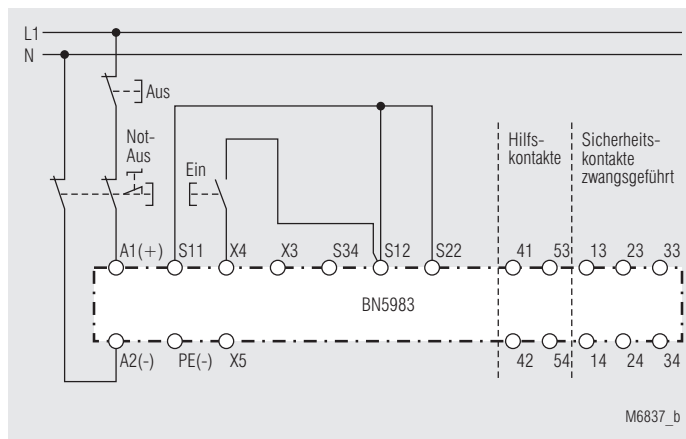 L1
N
Aus
Not-
Aus
Ein
Hilfs-
kontakte
Sicherheits-
kontakte
zwangsgeführt
A1(+) S11 X4 X3 S34 S12 S22 41 53 13 23 33
BN5983
A2(-) PE(-) X5 42 54 14 24 34
M6837_b